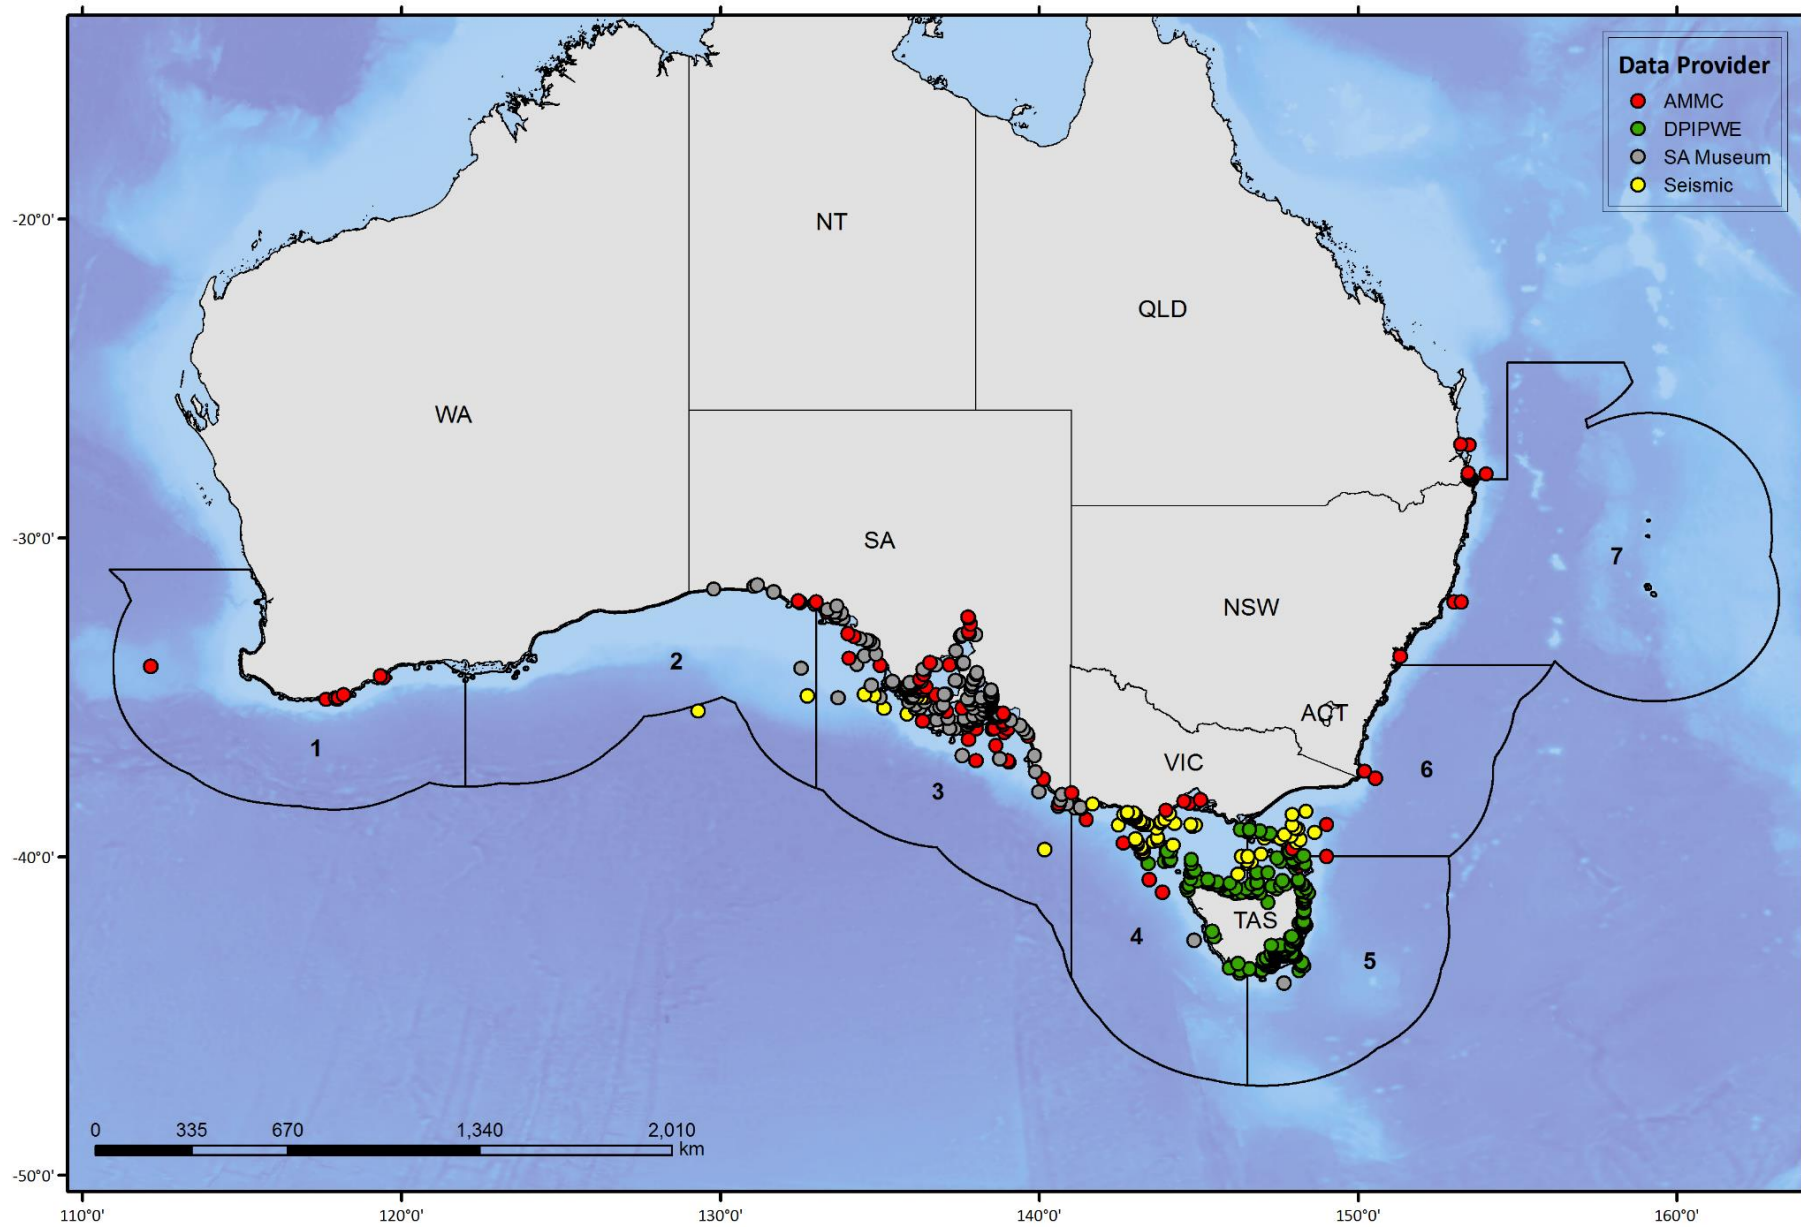 Data Provider
AMMC
DPIPWE
SA Museum
Seismic
-20°0'
NT
QLD
WA
-30°0'
SA
7
NSW
2
ACT
1
VIC
6
3
-40°0'
TAS
4
5
0 335 670 1,340 2,010
km
-50°0'
110°0' 120°0' 130°0' 140°0' 150°0' 160°0'